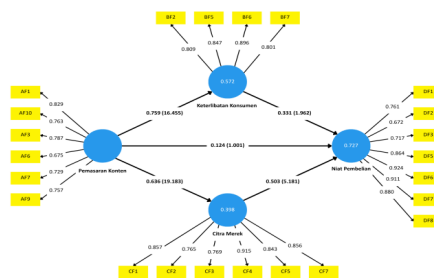 BF2 BF5 BF6 BF7
0.809 0.847 0.896 0.801
0.572
Keterlibatan Konsumen
AF1
AF10
AF3
AF6
AF7
AF9
0.829
0.763
0.787
0.675
0.729
0.757
Pemasaran Konten
0.759 (16.455)
0.331 (1.962)
0.124 (1.001)
0.636 (19.183)
0.503 (5.181)
0.727
Niat Pembelian
0.761
0.672
0.717
0.864
0.924
0.911
0.880
DF1
DF2
DF3
DF5
DF6
DF7
DF8
0.398
Citra Merek
0.857 0.765 0.769 0.915 0.843 0.856
CF1 CF2 CF3 CF4 CF5 CF7